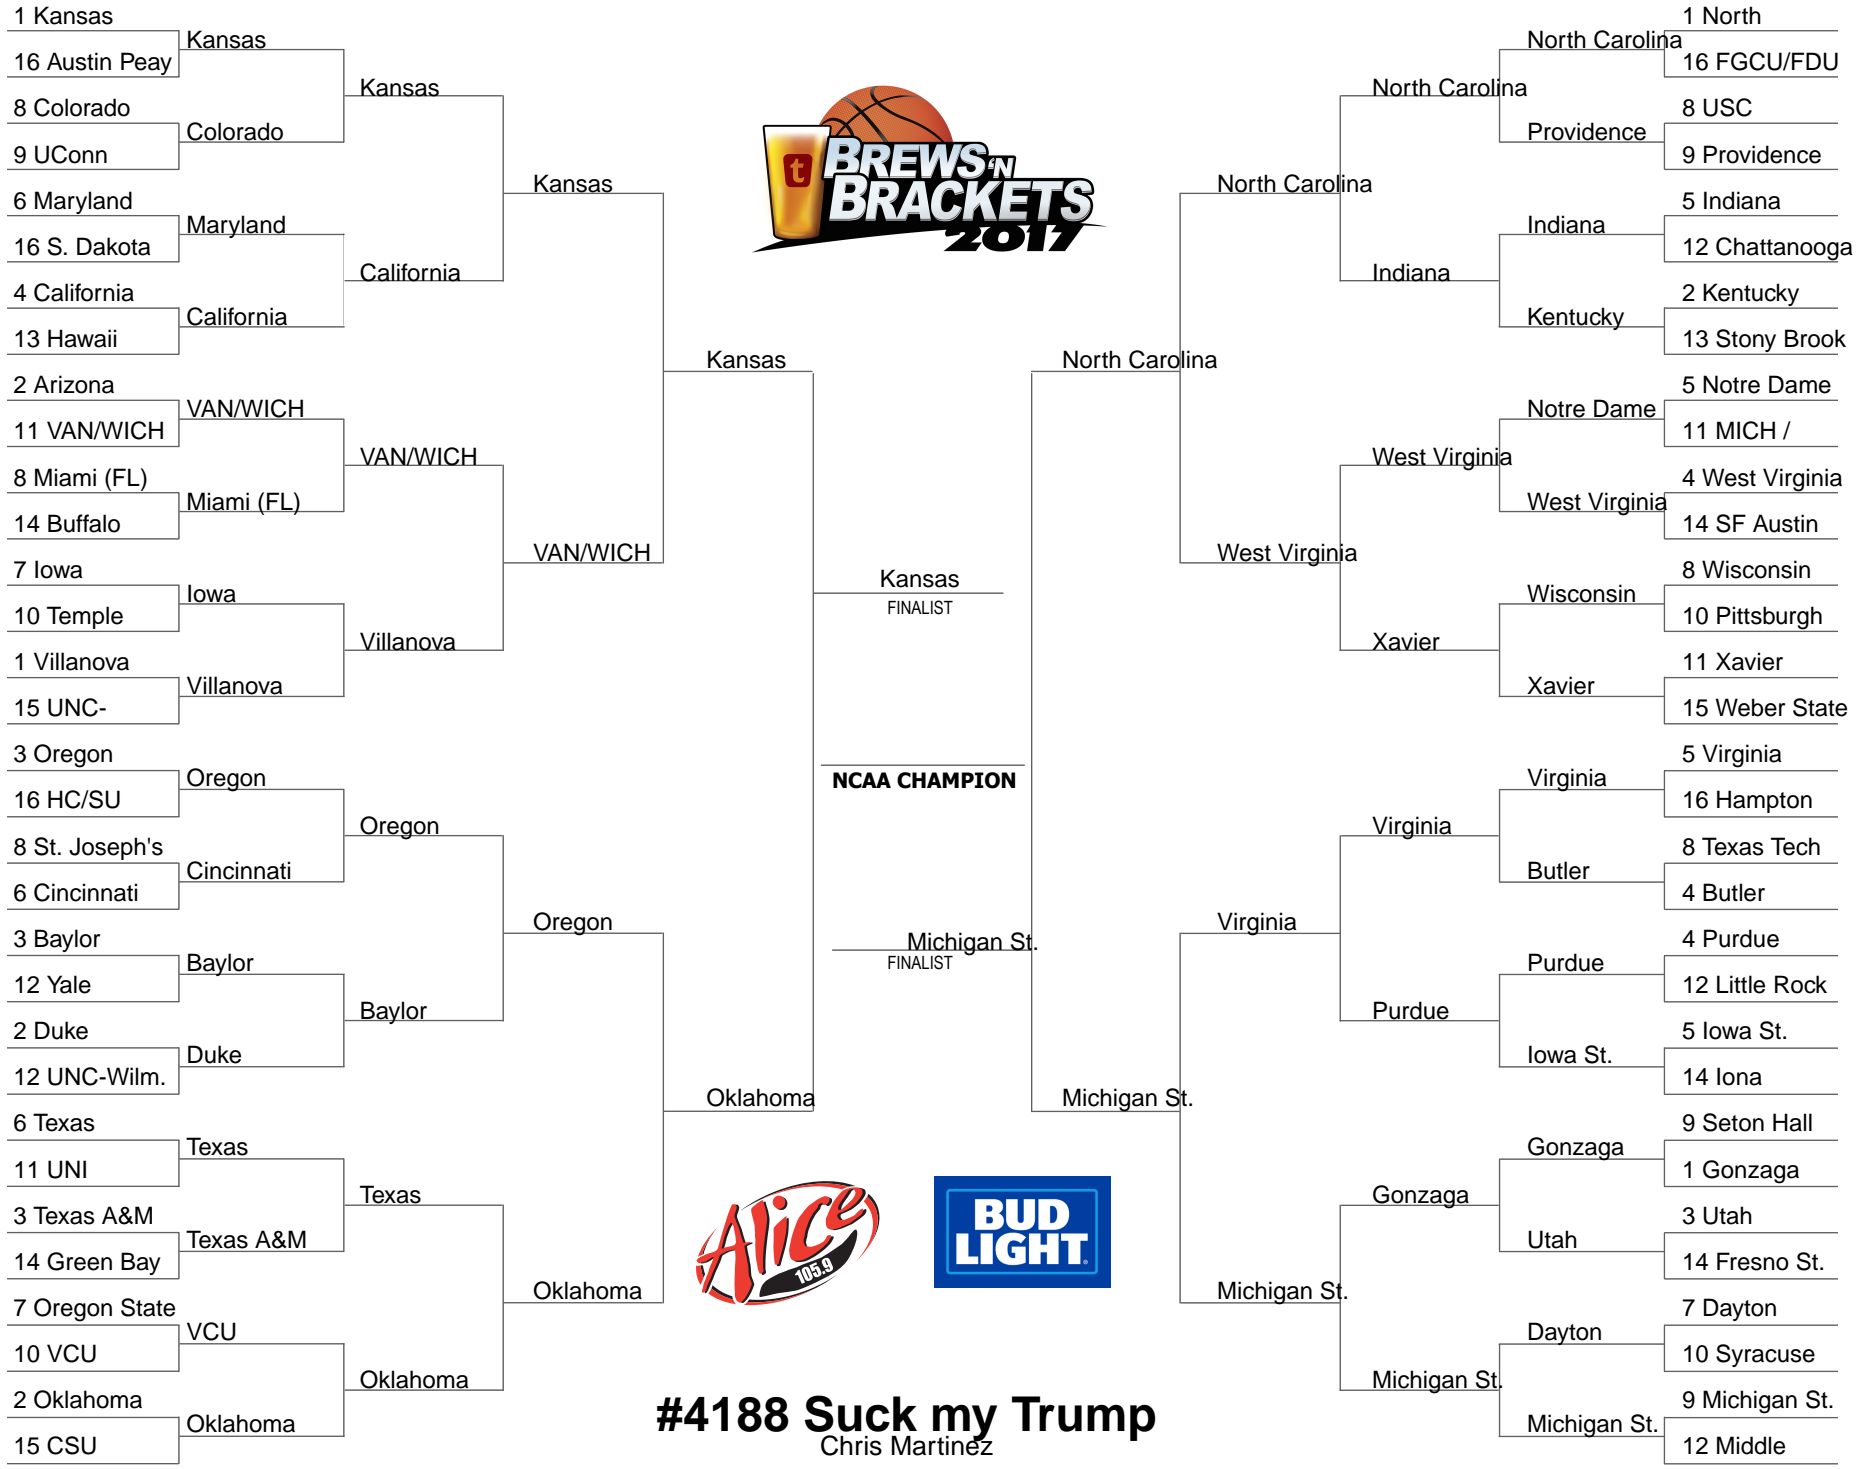 1 Kansas
16 Austin Peay
8 Colorado
9 UConn
6 Maryland
16 S. Dakota
4 California
13 Hawaii
2 Arizona
11 VAN/WICH
8 Miami (FL)
14 Buffalo
7 Iowa
10 Temple
1 Villanova
15 UNC-
3 Oregon
16 HC/SU
8 St. Joseph's
6 Cincinnati
3 Baylor
12 Yale
2 Duke
12 UNC-Wilm.
6 Texas
11 UNI
3 Texas A&M
14 Green Bay
7 Oregon State
10 VCU
2 Oklahoma
15 CSU
Kansas
Colorado
Maryland
California
VAN/WICH
Miami (FL)
Iowa
Villanova
Oregon
Cincinnati
Baylor
Duke
Texas
Texas A&M
VCU
Oklahoma
Kansas
California
VAN/WICH
Villanova
Oregon
Baylor
Texas
Oklahoma
Kansas
VAN/WICH
Oregon
Oklahoma
Kansas
Oklahoma
t
BREWS 'N
BRACKETS
2017
Kansas
FINALIST
NCAA CHAMPION
Michigan St.
FINALIST
Alice
105.9
BUD
LIGHT
#4188 Suck my Trump
Chris Martinez
North Carolina
Michigan St.
North Carolina
West Virginia
Virginia
Michigan St.
North Carolina
Indiana
West Virginia
Xavier
Virginia
Purdue
Gonzaga
Michigan St.
North Carolina
Providence
Indiana
Kentucky
Notre Dame
West Virginia
Wisconsin
Xavier
Virginia
Butler
Purdue
Iowa St.
Gonzaga
Utah
Dayton
Michigan St.
1 North
16 FGCU/FDU
8 USC
9 Providence
5 Indiana
12 Chattanooga
2 Kentucky
13 Stony Brook
5 Notre Dame
11 MICH /
4 West Virginia
14 SF Austin
8 Wisconsin
10 Pittsburgh
11 Xavier
15 Weber State
5 Virginia
16 Hampton
8 Texas Tech
4 Butler
4 Purdue
12 Little Rock
5 Iowa St.
14 Iona
9 Seton Hall
1 Gonzaga
3 Utah
14 Fresno St.
7 Dayton
10 Syracuse
9 Michigan St.
12 Middle